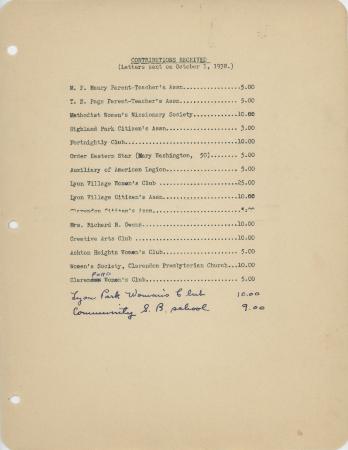 CONTRIBUTIONS RECEIVED
(Letters sent on October 5, 1938.)
M. F. Maury Parent-Teacher's Assn..................5.00
T. N. Page Parent-Teacher's Assn. .................5.00
Methodist Women's Missionary Society...............10.00
Highland Park Citizen's Assn.......................3.00
Fortnightly Club...................................10.00
Order Eastern Star (Mary Washington, 50)...........5.00
Auxiliary of American Legion.......................5.00
Lyon Village Women's Club .........................25.00
Lyon Village Citizen's Assn........................10.00
Clarendon Citizen's Assn.
Mrs. Richard R. ...................................10.00
Creative Arts Club ................................10.00
Ashton Heights Women's Club........................5.00
Women's Society, Clarendon Presbyterian Church.....10.00
Clarenford Women's Club............................5.00
Lyon Park Woman's Club 10.00
Community S. B. school 9.00